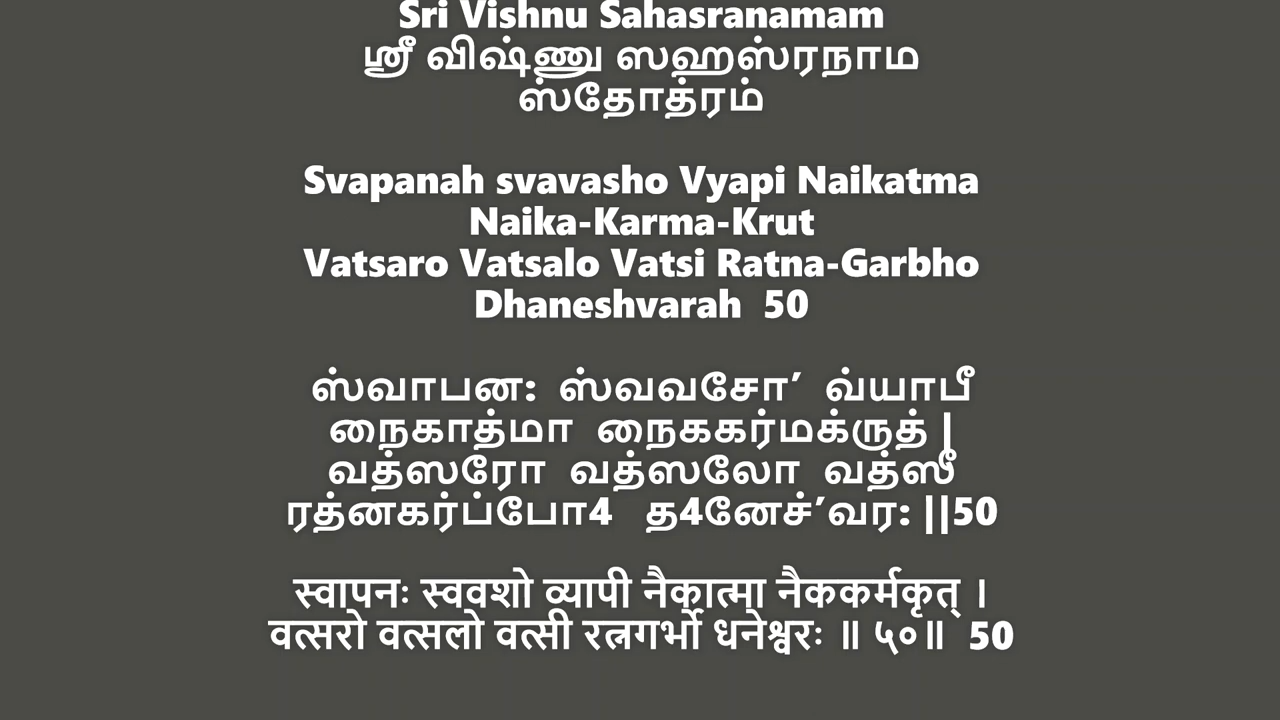 Sri Vishnu Sahasranamam
ஸ்ரீ விஷ்ணு ஸஹஸ்ரநாம
ஸ்தோத்ரம்
Svapanah svavasho Vyapi Naikatma
Naika-Karma-Krut
Vatsaro Vatsalo Vatsi Ratna-Garbho
Dhaneshvarah 50
ஸ்வாபன: ஸ்வவசோ’ வ்யாபீ
நைகாத்மா நைககர்மக்ருத் |
வத்ஸரோ வத்ஸலோ வத்ஸீ
ரத்னகர்ப்போ4 த4னேச்’வர: ||50
स्वापनः स्ववशो व्यापी नैकात्मा नैककर्मकृत् ।
वत्सरो वत्सलो वत्सी रत्नगर्भो धनेश्वरः ॥ ५०॥ 50